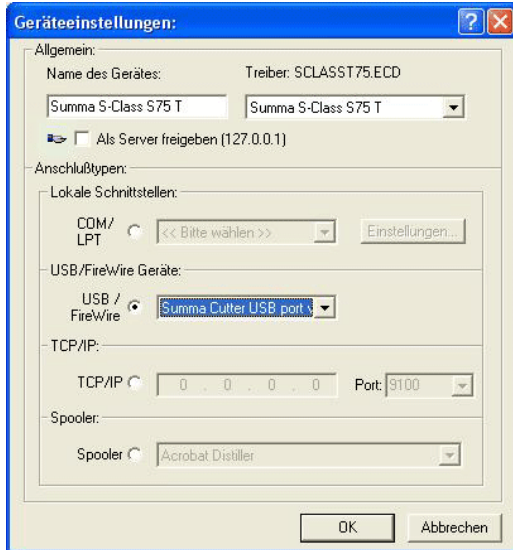 Geräteeinstellungen:
Allgemein:
Name des Gerätes: Treiber: SCLASST75.ECD
Summa S-Class S75 T Summa S-Class S75 T
Als Server freigeben (127.0.0.1)
Anschlußtypen:
Lokale Schnittstellen:
COM/
LPT
<< Bitte wählen >> Einstellungen...
USB/FireWire Geräte:
USB /
FireWire
Summa Cutter USB port
TCP/IP:
TCP/IP 0 . 0 . 0 . 0 Port: 9100
Spooler:
Spooler Acrobat Distiller
OK Abbrechen